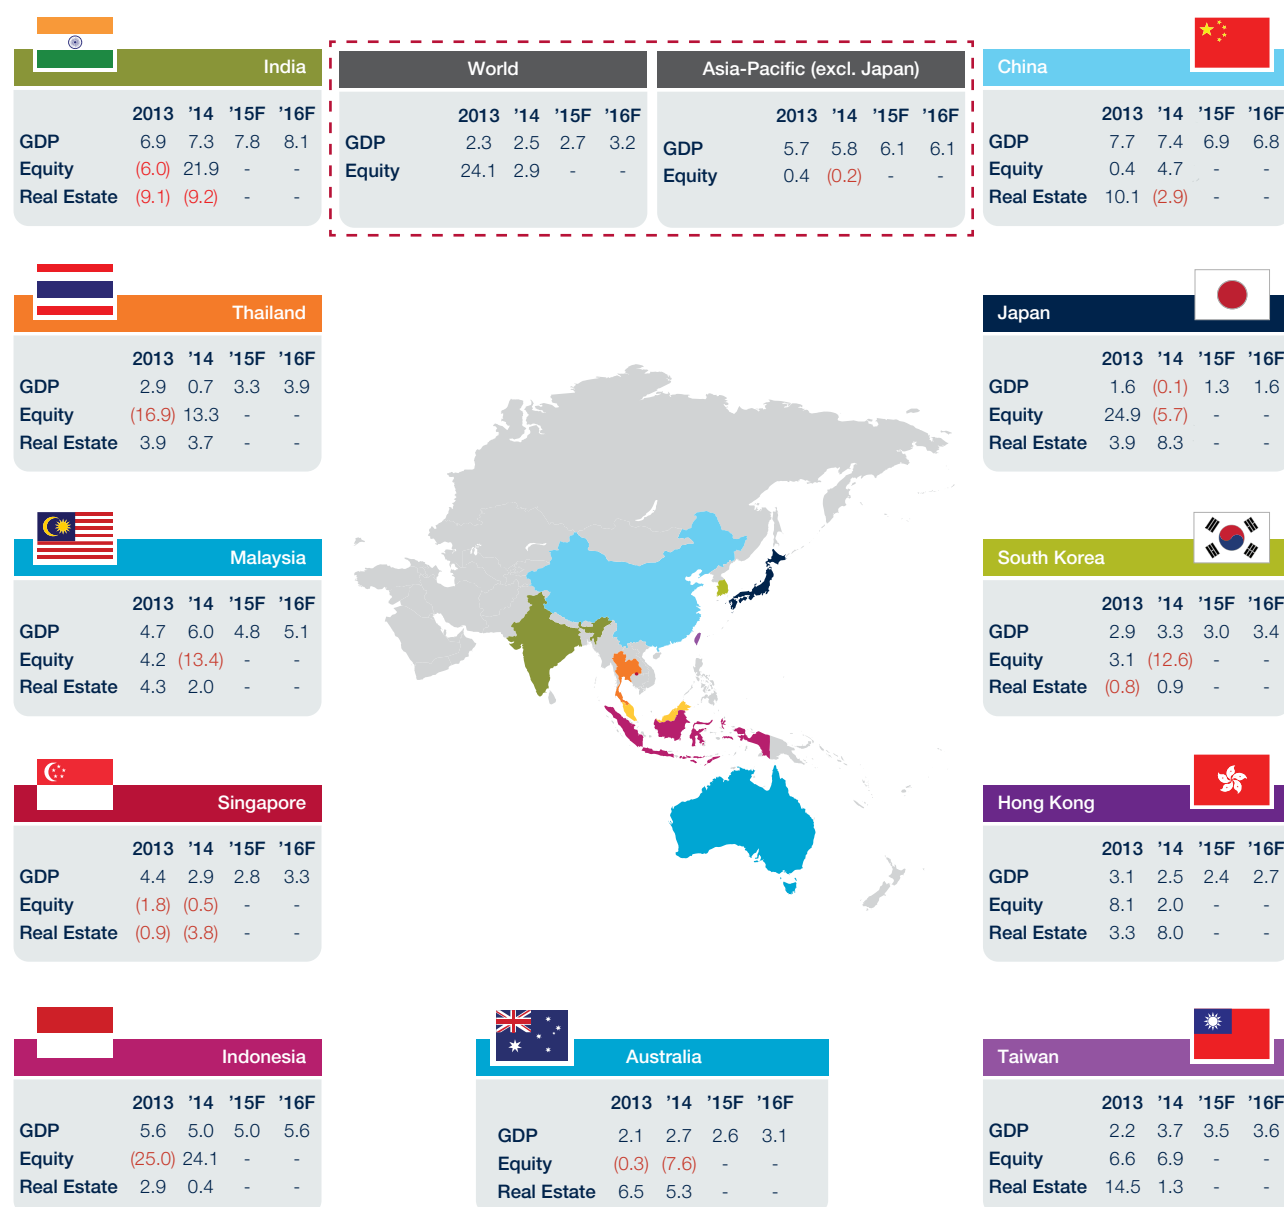 India
2013 '14 '15F '16F
GDP 6.9 7.3 7.8 8.1
Equity (6.0) 21.9 - -
Real Estate (9.1) (9.2) - -
World
2013 '14 '15F '16F
GDP 2.3 2.5 2.7 3.2
Equity 24.1 2.9 - -
Asia-Pacific (excl. Japan)
2013 '14 '15F '16F
GDP 5.7 5.8 6.1 6.1
Equity 0.4 (0.2) - -
China
2013 '14 '15F '16F
GDP 7.7 7.4 6.9 6.8
Equity 0.4 4.7 - -
Real Estate 10.1 (2.9) - -
Thailand
2013 '14 '15F '16F
GDP 2.9 0.7 3.3 3.9
Equity (16.9) 13.3 - -
Real Estate 3.9 3.7 - -
Japan
2013 '14 '15F '16F
GDP 1.6 (0.1) 1.3 1.6
Equity 24.9 (5.7) - -
Real Estate 3.9 8.3 - -
Malaysia
2013 '14 '15F '16F
GDP 4.7 6.0 4.8 5.1
Equity 4.2 (13.4) - -
Real Estate 4.3 2.0 - -
South Korea
2013 '14 '15F '16F
GDP 2.9 3.3 3.0 3.4
Equity 3.1 (12.6) - -
Real Estate (0.8) 0.9 - -
Singapore
2013 '14 '15F '16F
GDP 4.4 2.9 2.8 3.3
Equity (1.8) (0.5) - -
Real Estate (0.9) (3.8) - -
Hong Kong
2013 '14 '15F '16F
GDP 3.1 2.5 2.4 2.7
Equity 8.1 2.0 - -
Real Estate 3.3 8.0 - -
Indonesia
2013 '14 '15F '16F
GDP 5.6 5.0 5.0 5.6
Equity (25.0) 24.1 - -
Real Estate 2.9 0.4 - -
Australia
2013 '14 '15F '16F
GDP 2.1 2.7 2.6 3.1
Equity (0.3) (7.6) - -
Real Estate 6.5 5.3 - -
Taiwan
2013 '14 '15F '16F
GDP 2.2 3.7 3.5 3.6
Equity 6.6 6.9 - -
Real Estate 14.5 1.3 - -